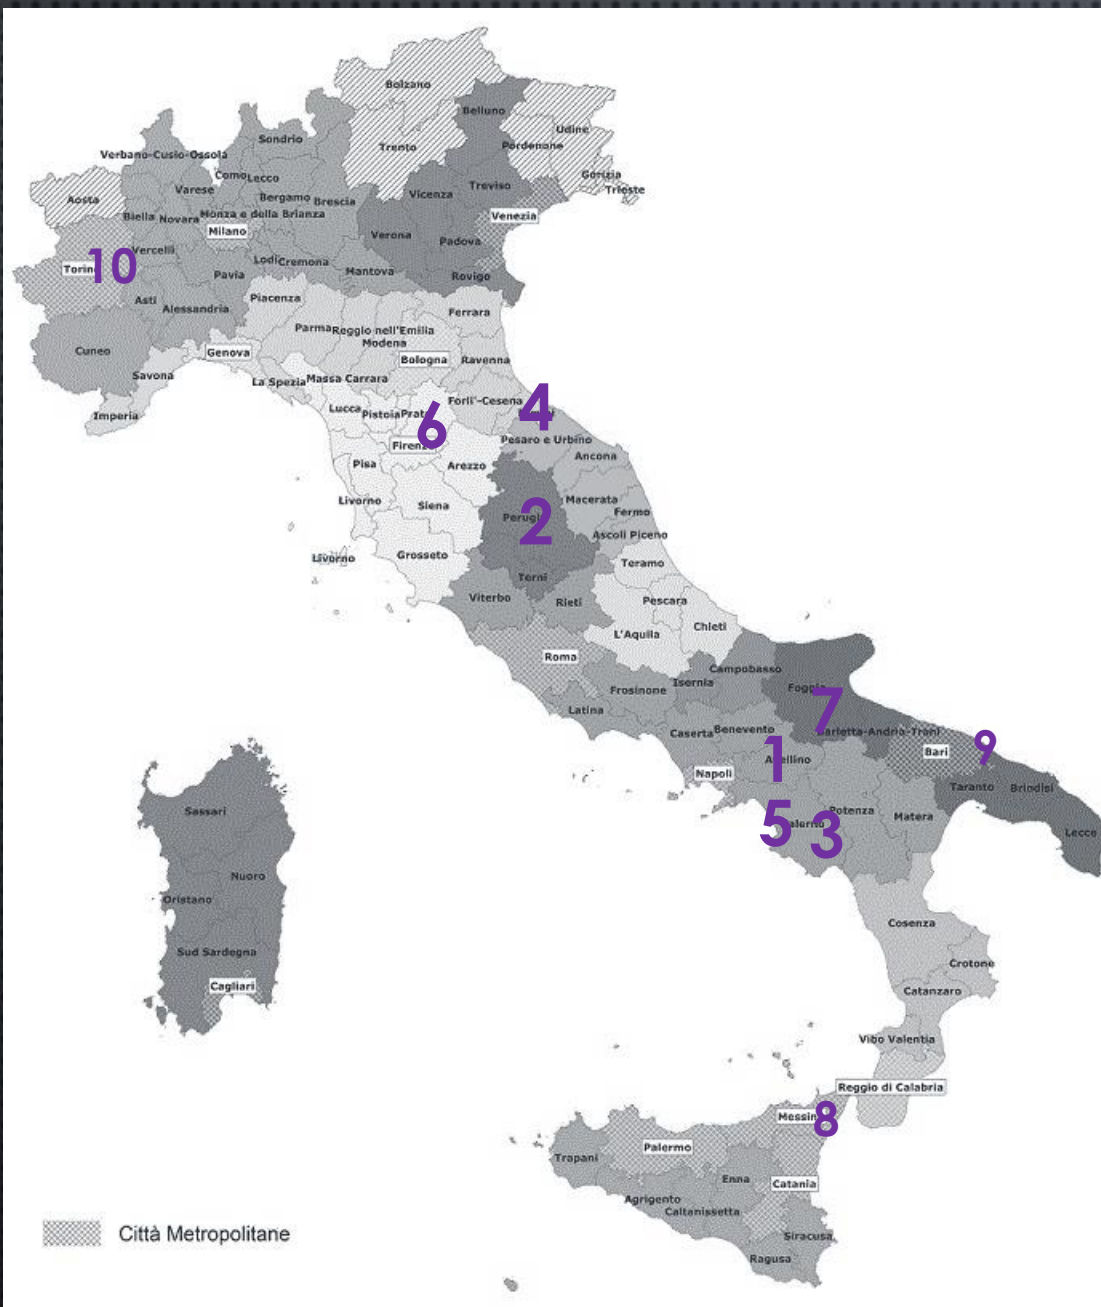 Bolzano
Belluno
Udine
Trento
Pordenone
Sondrio
Verbano-Cusio-Ossola
Gorizia
Como
Lecco
Trieste
Treviso
Varese
Vicenza
Aosta
Bergamo
Brescia
Biella
Novara
Monza e della Brianza
Venezia
Milano
Verona
Padova
Vercelli
Lodi
Cremona
10
Mantova
Pavia
Rovigo
Asti
Piacenza
Alessandria
Ferrara
Parma
Reggio nell'Emilia
Modena
Cuneo
Genova
Bologna
Ravenna
Savona
La Spezia
Massa Carrara
Forli'-Cesena
4
Lucca
Pistoia
Imperia
6
Pesaro e Urbino
Ancona
Pisa
Arezzo
Livorno
Siena
Macerata
Fermo
2
Ascoli Piceno
Grosseto
Livorno
Teramo
Terni
Viterbo
Rieti
Pescara
Chieti
L'Aquila
Roma
Campobasso
Isernia
Frosinone
7
Latina
Caserta
Benevento
Bari
9
1
Napoli
Taranto
Brindisi
Sassari
Potenza
Matera
5
3
Lecce
Nuoro
Oristano
Cosenza
Sud Sardegna
Crotone
Cagliari
Catanzaro
Vibo Valentia
Reggio di Calabria
8
Palermo
Trapani
Enna
Catania
Agrigento
Caltanissetta
Siracusa
Ragusa
Città Metropolitane